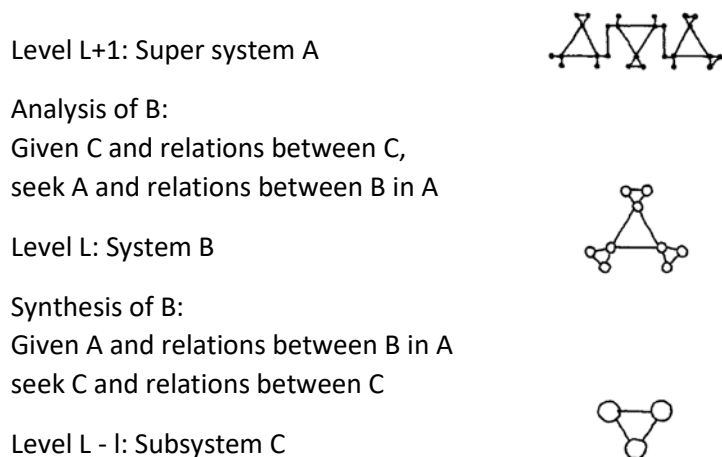 Level L+1: Super system A
Analysis of B:
Given C and relations between C,
seek A and relations between B in A
Level L: System B
Synthesis of B:
Given A and relations between B in A
seek C and relations between C
Level L - l: Subsystem C